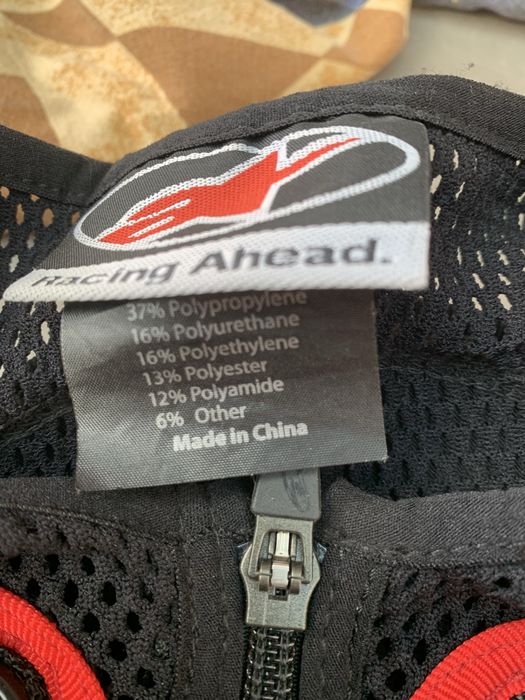 Racing Ahead.
37% Polypropylene
16% Polyurethane
16% Polyethylene
13% Polyester
12% Polyamide
6% Other
Made in China